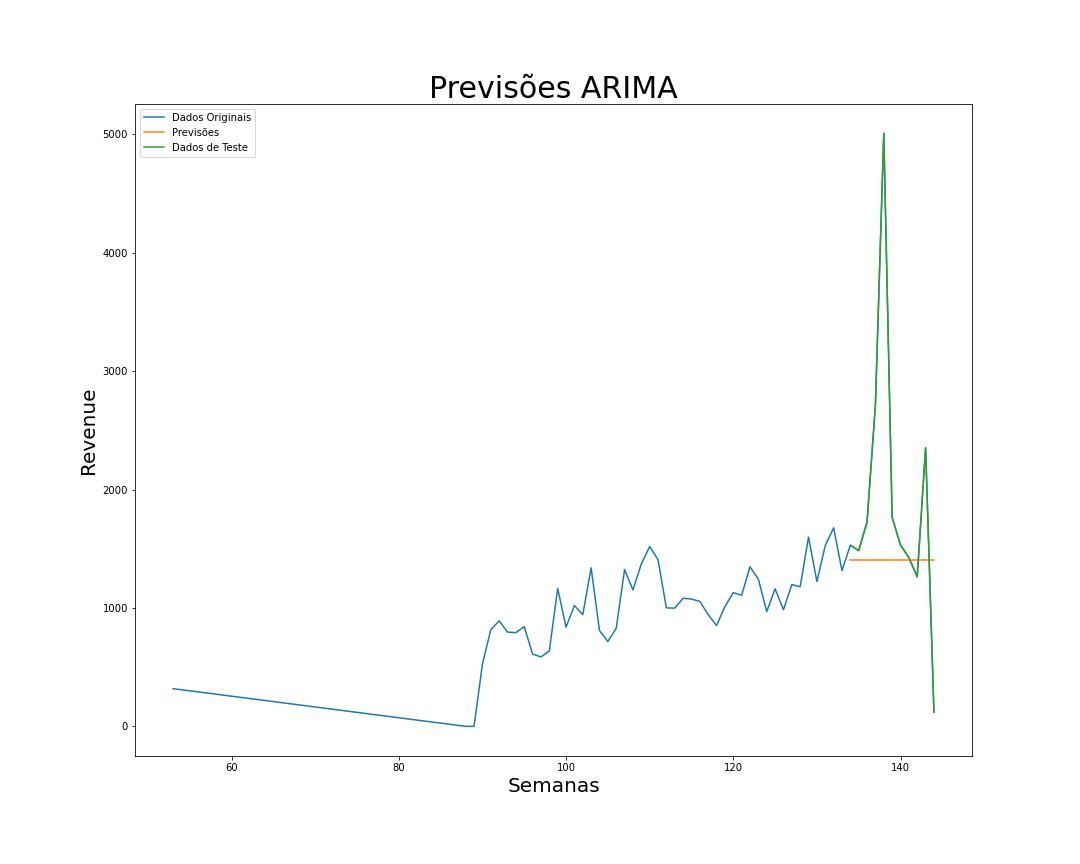 Previsões ARIMA
Dados Originais
Previsões
Dados de Teste
5000
4000
3000
2000
1000
0
Revenue
60 80 100 120 140
Semanas